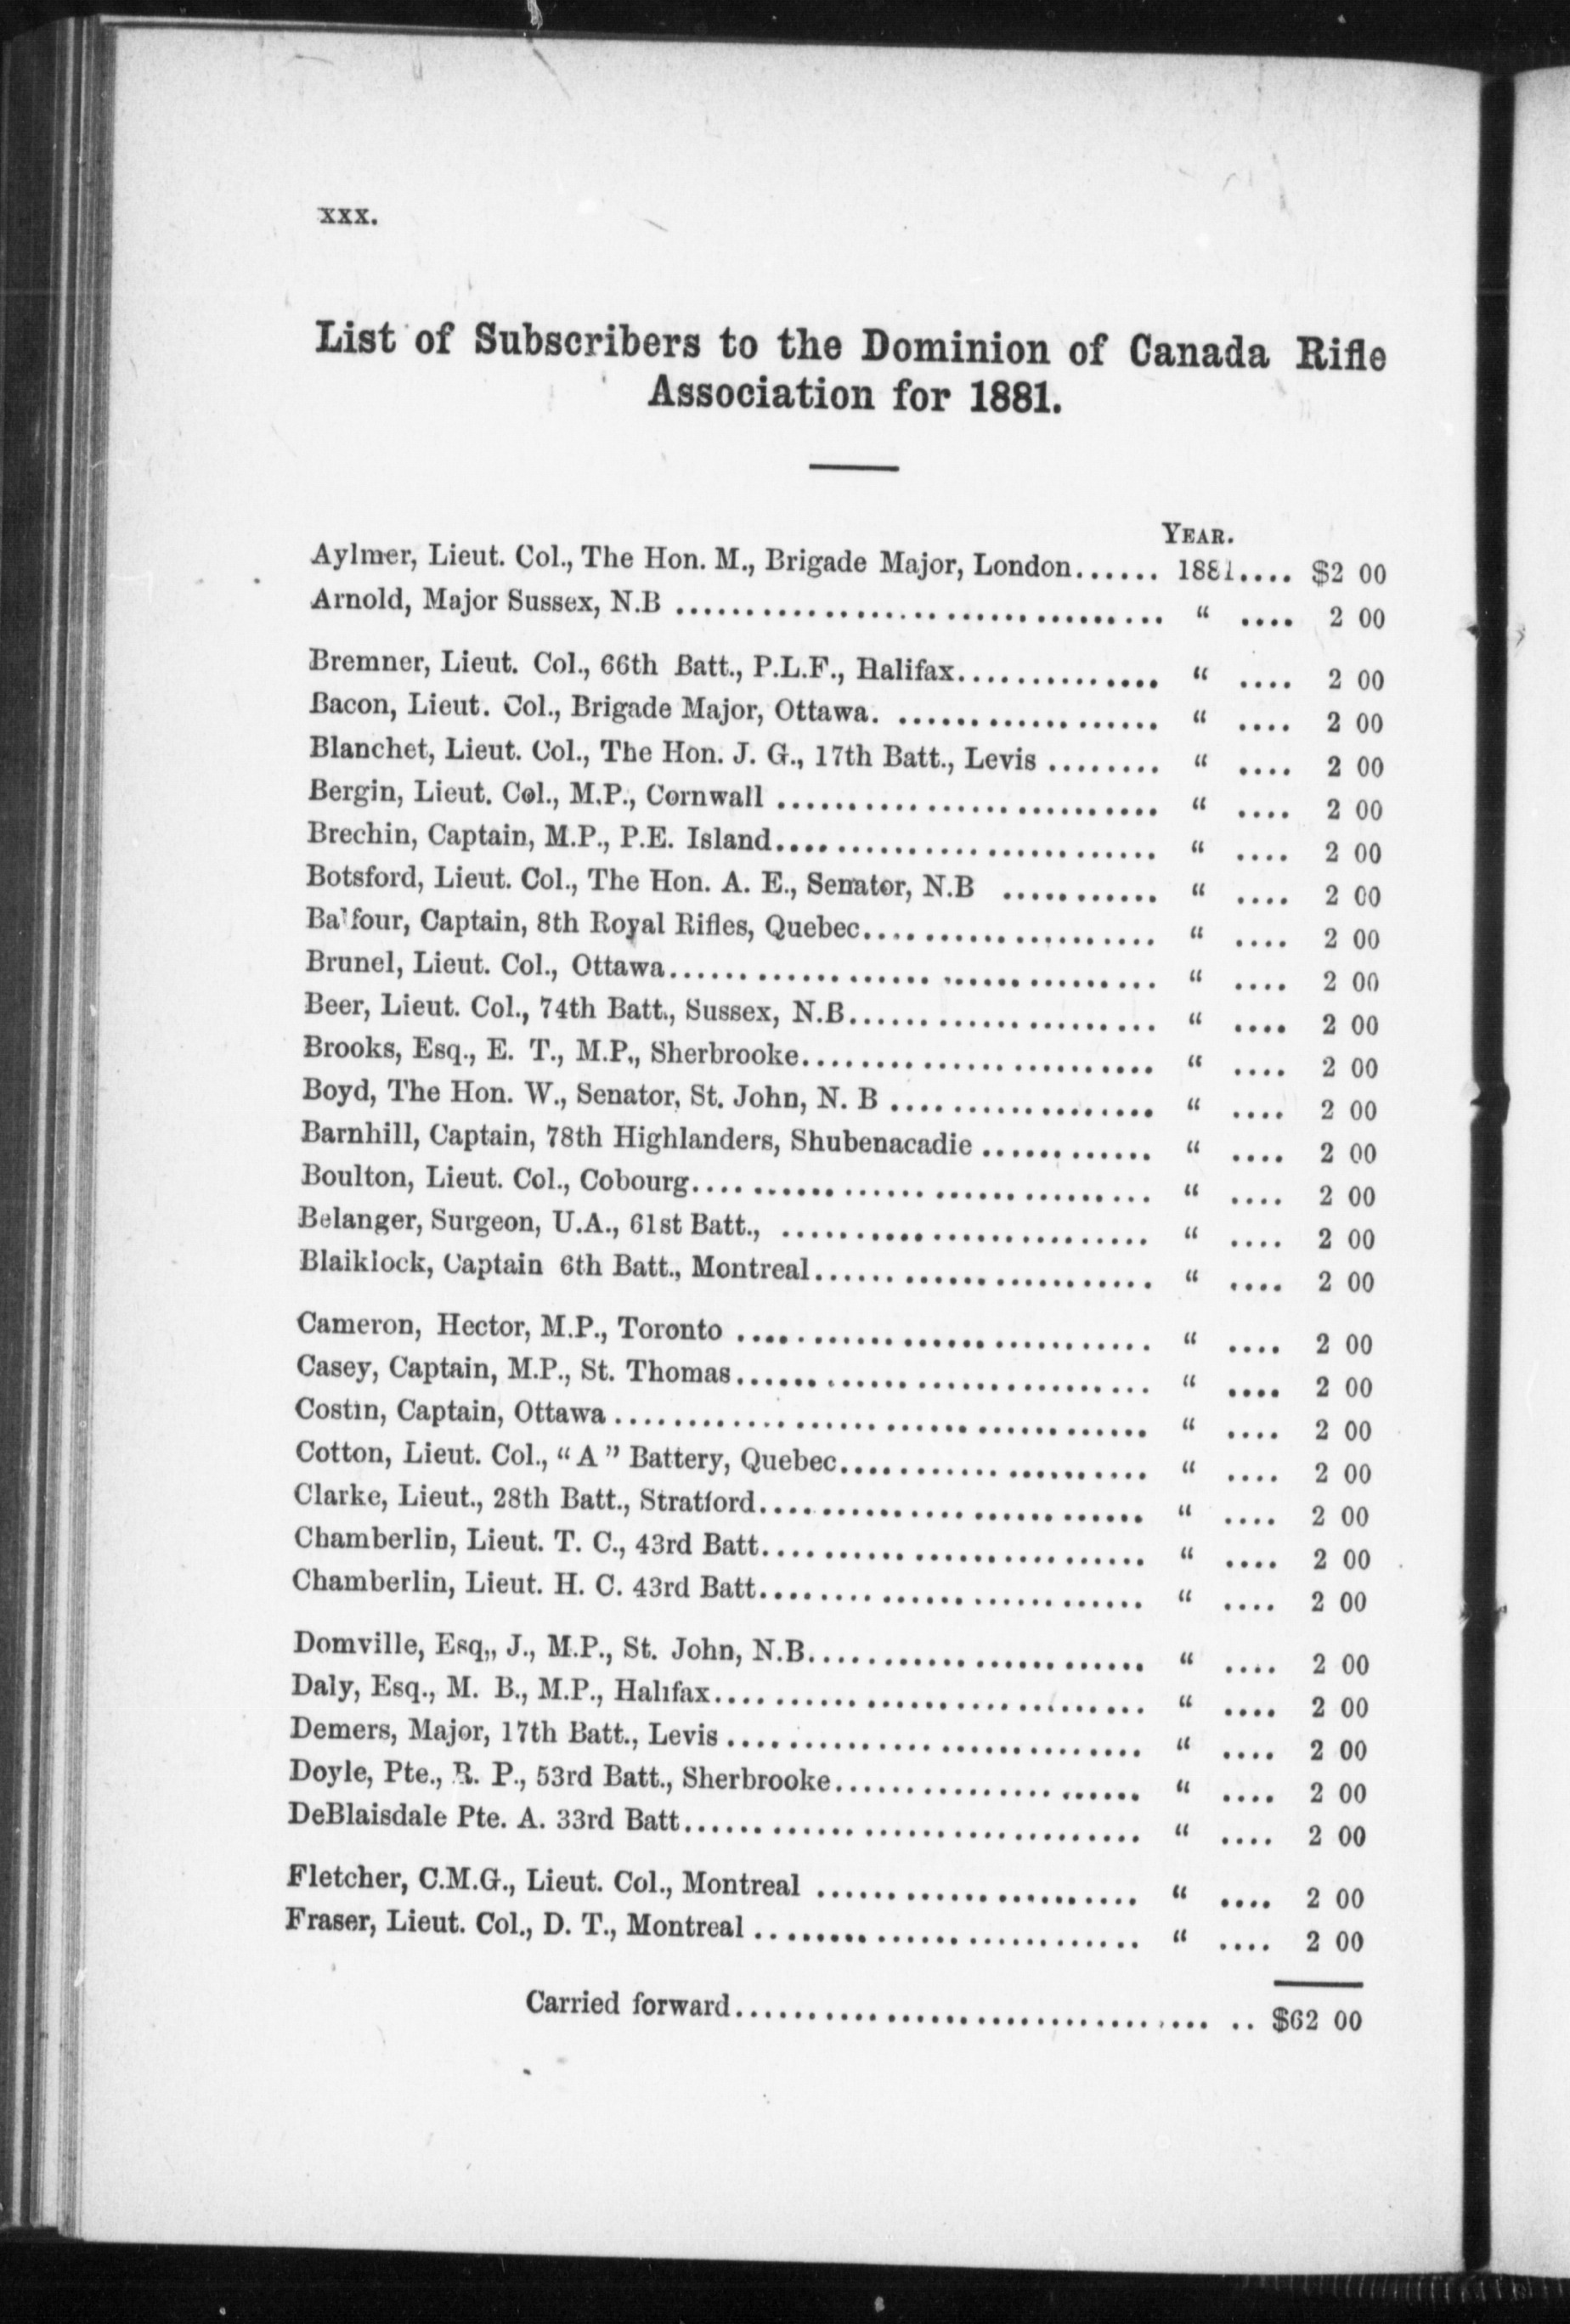 xxx.
List of Subscribers to the Dominion of Canada Rifle
Association for 1881.
YEAR.
Aylmer, Lieut. Col., The Hon. M., Brigade Major, London...... 1881.... $2 00
Arnold, Major Sussex, N.B .................................. “ .... 2 00
Bremner, Lieut. Col., 66th Batt., P.L.F., Halifax.............. “ .... 2 00
Bacon, Lieut. Col., Brigade Major, Ottawa. .................. “ .... 2 00
Blanchet, Lieut. Col., The Hon. J. G., 17th Batt., Levis ........ “ .... 2 00
Bergin, Lieut. Col., M.P., Cornwall .......................... “ .... 2 00
Brechin, Captain, M.P., P.E. Island.......................... “ .... 2 00
Botsford, Lieut. Col., The Hon. A. E., Senator, N.B ........... “ .... 2 00
Balfour, Captain, 8th Royal Rifles, Quebec.................... “ .... 2 00
Brunel, Lieut. Col., Ottawa.................................. “ .... 2 00
Beer, Lieut. Col., 74th Batt., Sussex, N.B..................... “ .... 2 00
Brooks, Esq., E. T., M.P., Sherbrooke........................ “ .... 2 00
Boyd, The Hon. W., Senator, St. John, N. B .................. “ .... 2 00
Barnhill, Captain, 78th Highlanders, Shubenacadie ............ “ .... 2 00
Boulton, Lieut. Col., Cobourg................................ “ .... 2 00
Belanger, Surgeon, U.A., 61st Batt., ......................... “ .... 2 00
Blaiklock, Captain 6th Batt., Montreal....................... “ .... 2 00
Cameron, Hector, M.P., Toronto ............................ “ .... 2 00
Casey, Captain, M.P., St. Thomas............................ “ .... 2 00
Costin, Captain, Ottawa .................................... “ .... 2 00
Cotton, Lieut. Col., “ A ” Battery, Quebec..................... “ .... 2 00
Clarke, Lieut., 28th Batt., Stratford.......................... “ .... 2 00
Chamberlin, Lieut. T. C., 43rd Batt.......................... “ .... 2 00
Chamberlin, Lieut. H. C. 43rd Batt.......................... “ .... 2 00
Domville, Esq,, J., M.P., St. John, N.B....................... “ .... 2 00
Daly, Esq., M. B., M.P., Halifax............................. “ .... 2 00
Demers, Major, 17th Batt., Levis ............................ “ .... 2 00
Doyle, Pte., R. P., 53rd Batt., Sherbrooke..................... “ .... 2 00
DeBlaisdale Pte. A. 33rd Batt............................... “ .... 2 00
Fletcher, C.M.G., Lieut. Col., Montreal ...................... “ .... 2 00
Fraser, Lieut. Col., D. T., Montreal .......................... “ .... 2 00
Carried forward.................................. .. $62 00